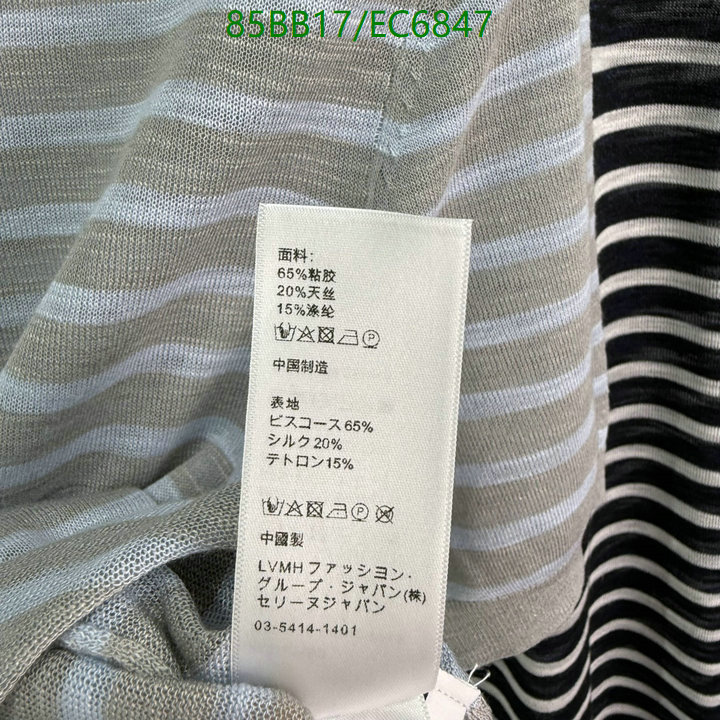 85BB17/EC6847
面料:
65%粘胶
20%天丝
15%涤纶
P
中国制造
表地
ビスコース65%
シルク20%
テトロン15%
P
中國製
LVMHファッション・
グループ・ジャパン(株)
セリーヌジャパン
03-5414-1401